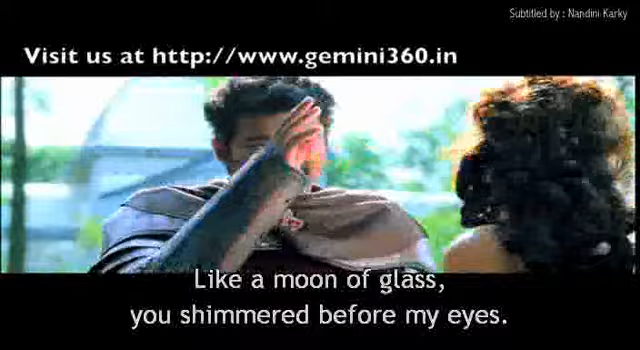 Subtitled by : Nandini Karky
Visit us at http://www.gemini360.in
Like a moon of glass,
you shimmered before my eyes.